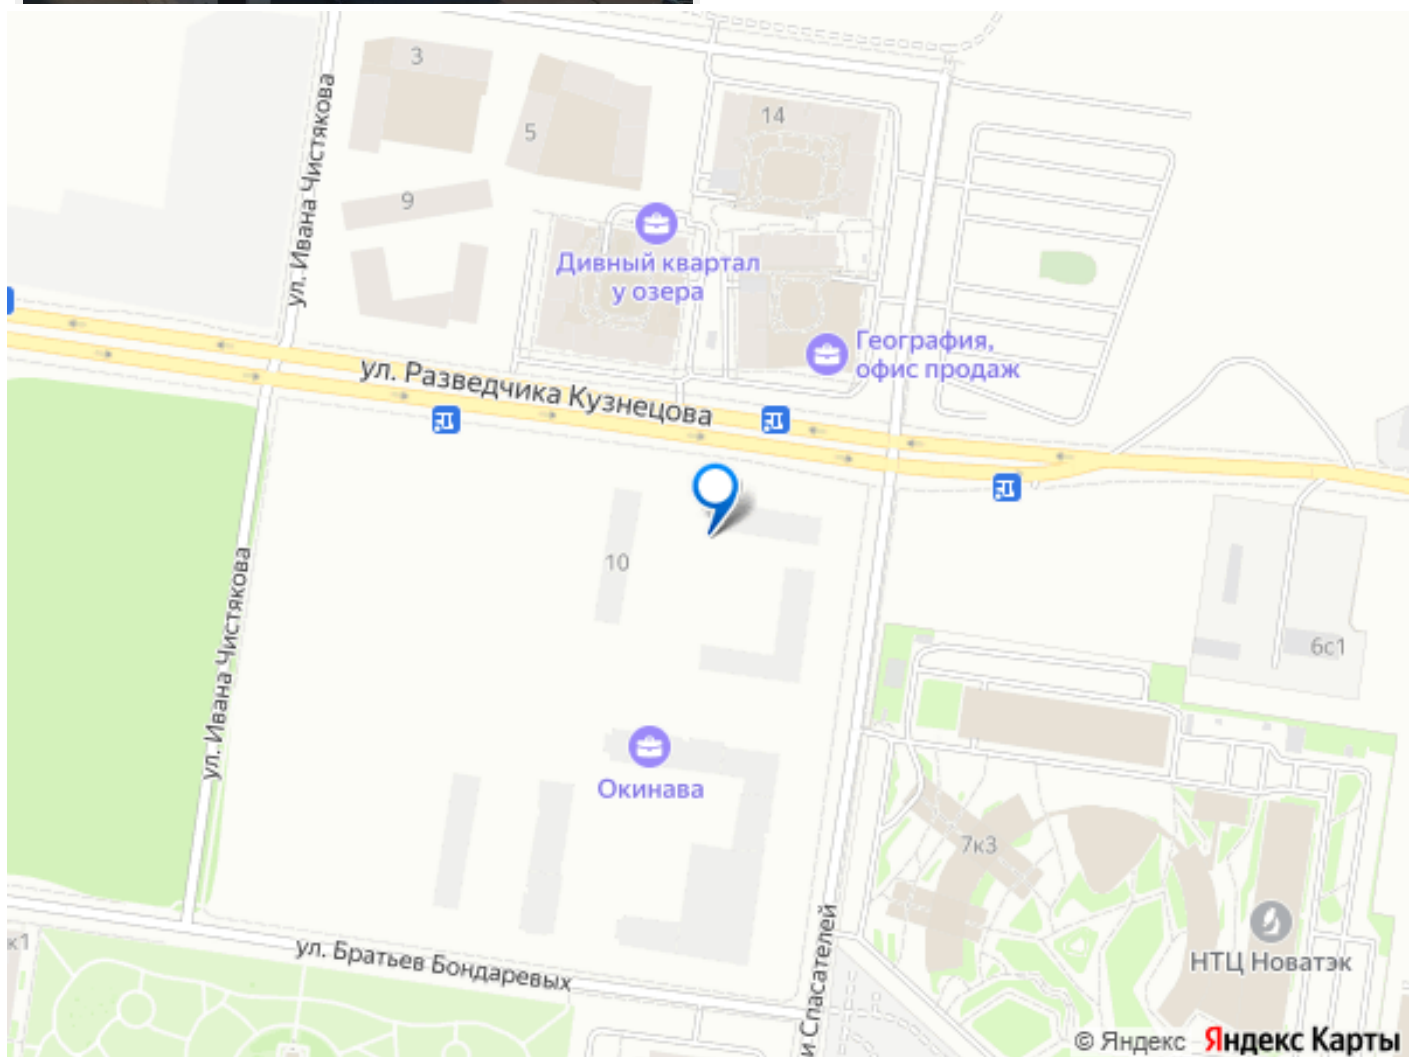 3
14
5
ул. Ивана Чистякова
9
Дивный квартал
у озера
География,
офис продаж
ул. Разведчика Кузнецова
10
ул. Ивана Чистякова
6с1
Окинава
7к3
и Спасателей
НТЦ Новатэк
к1
ул. Братьев Бондаревых
© Яндекс Яндекс Карты